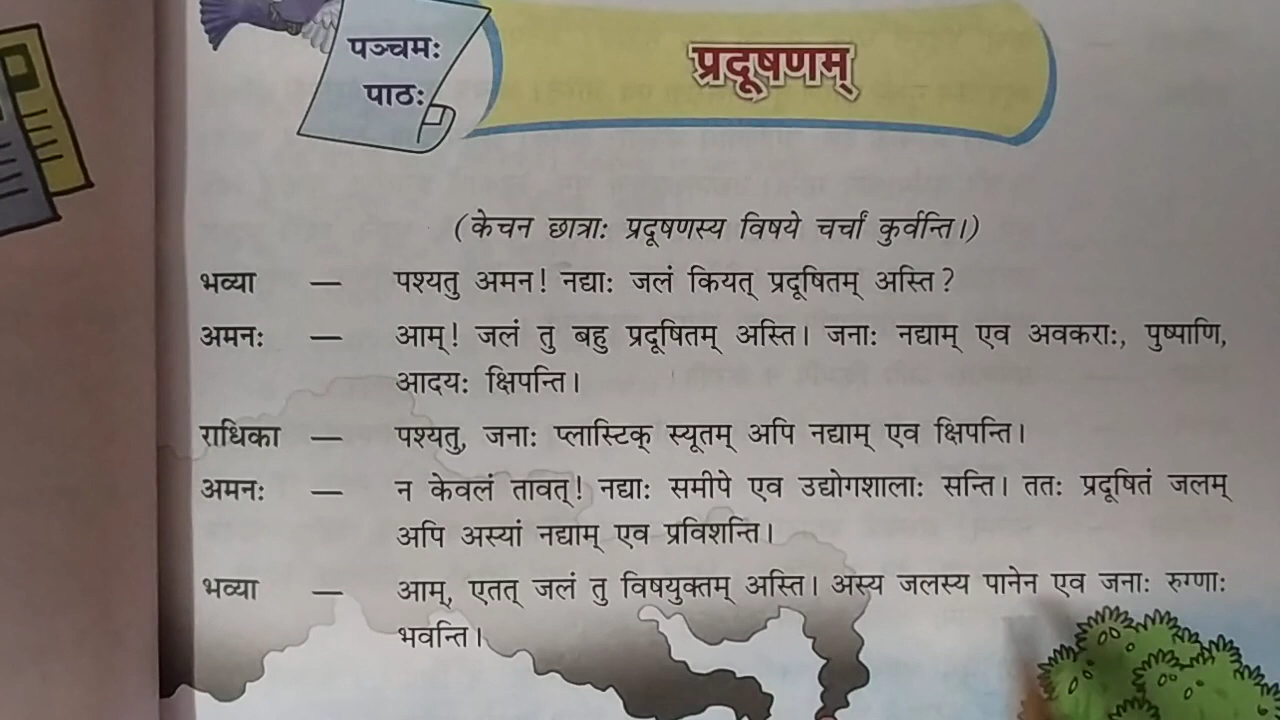 पञ्चमः
पाठः
प्रदूषणम्
(केचन छात्राः प्रदूषणस्य विषये चर्चां कुर्वन्ति।)
भव्या — पश्यतु अमन! नद्याः जलं कियत् प्रदूषितम् अस्ति?
अमनः — आम्! जलं तु बहु प्रदूषितम् अस्ति। जनाः नद्याम् एव अवकराः, पुष्पाणि,
आदयः क्षिपन्ति।
राधिका — पश्यतु, जनाः प्लास्टिक् स्यूतम् अपि नद्याम् एव क्षिपन्ति।
अमनः — न केवलं तावत्! नद्याः समीपे एव उद्योगशालाः सन्ति। ततः प्रदूषितं जलम्
अपि अस्यां नद्याम् एव प्रविशन्ति।
भव्या — आम्, एतत् जलं तु विषयुक्तम् अस्ति। अस्य जलस्य पानेन एव जनाः रुग्णाः
भवन्ति।